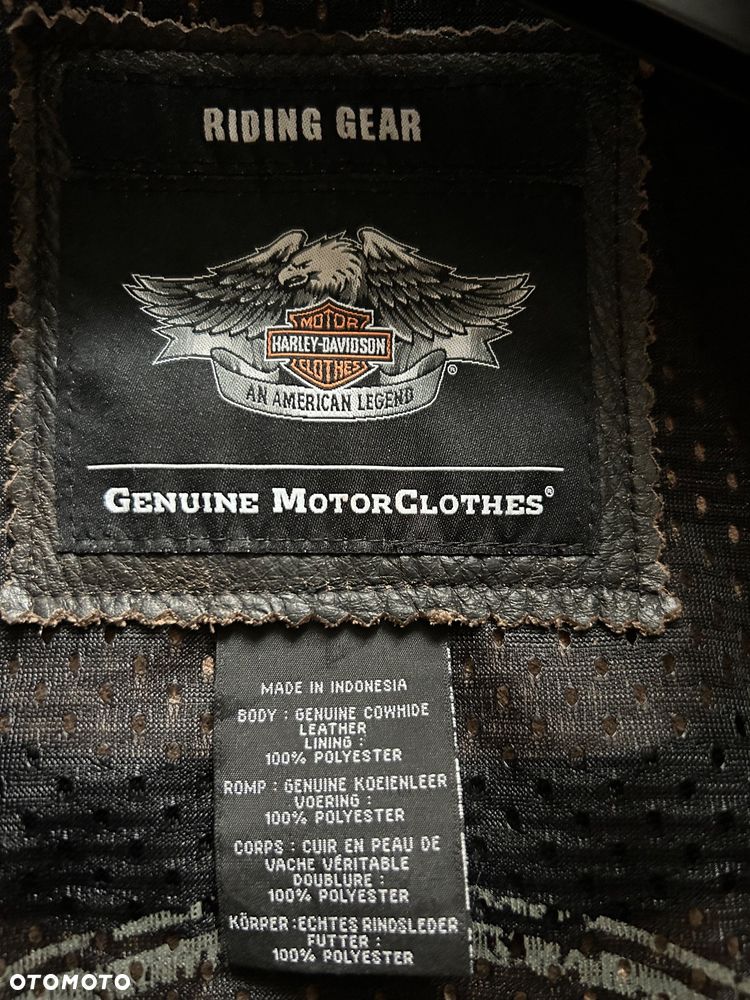 RIDING GEAR
MOTOR
HARLEY-DAVIDSON
CLOTHES
®
AN AMERICAN LEGEND
GENUINE MOTORCLOTHES®
MADE IN INDONESIA
BODY : GENUINE COWHIDE
LEATHER
LINING :
100% POLYESTER
ROMP : GENUINE KOEIENLEER
VOERING :
100% POLYESTER
CORPS : CUIR EN PEAU DE
VACHE VÉRITABLE
DOUBLURE :
100% POLYESTER
KÖRPER :ECHTES RINDSLEDER
FUTTER :
100% POLYESTER
OTOMOTO